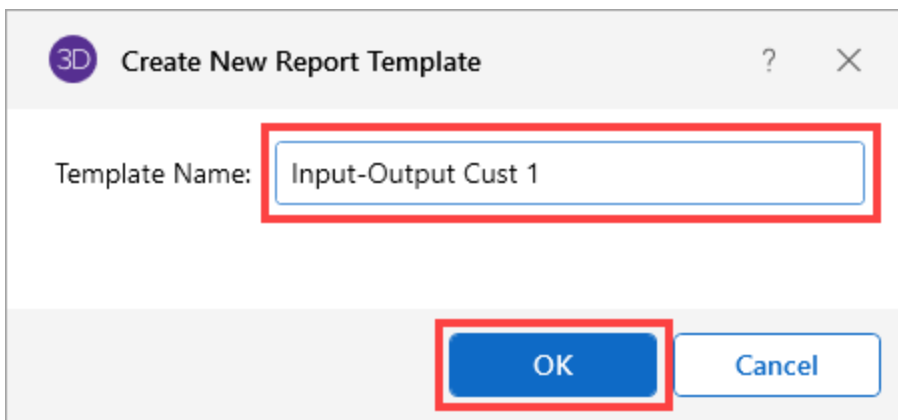 3D Create New Report Template ?
Template Name: Input-Output Cust 1
OK Cancel